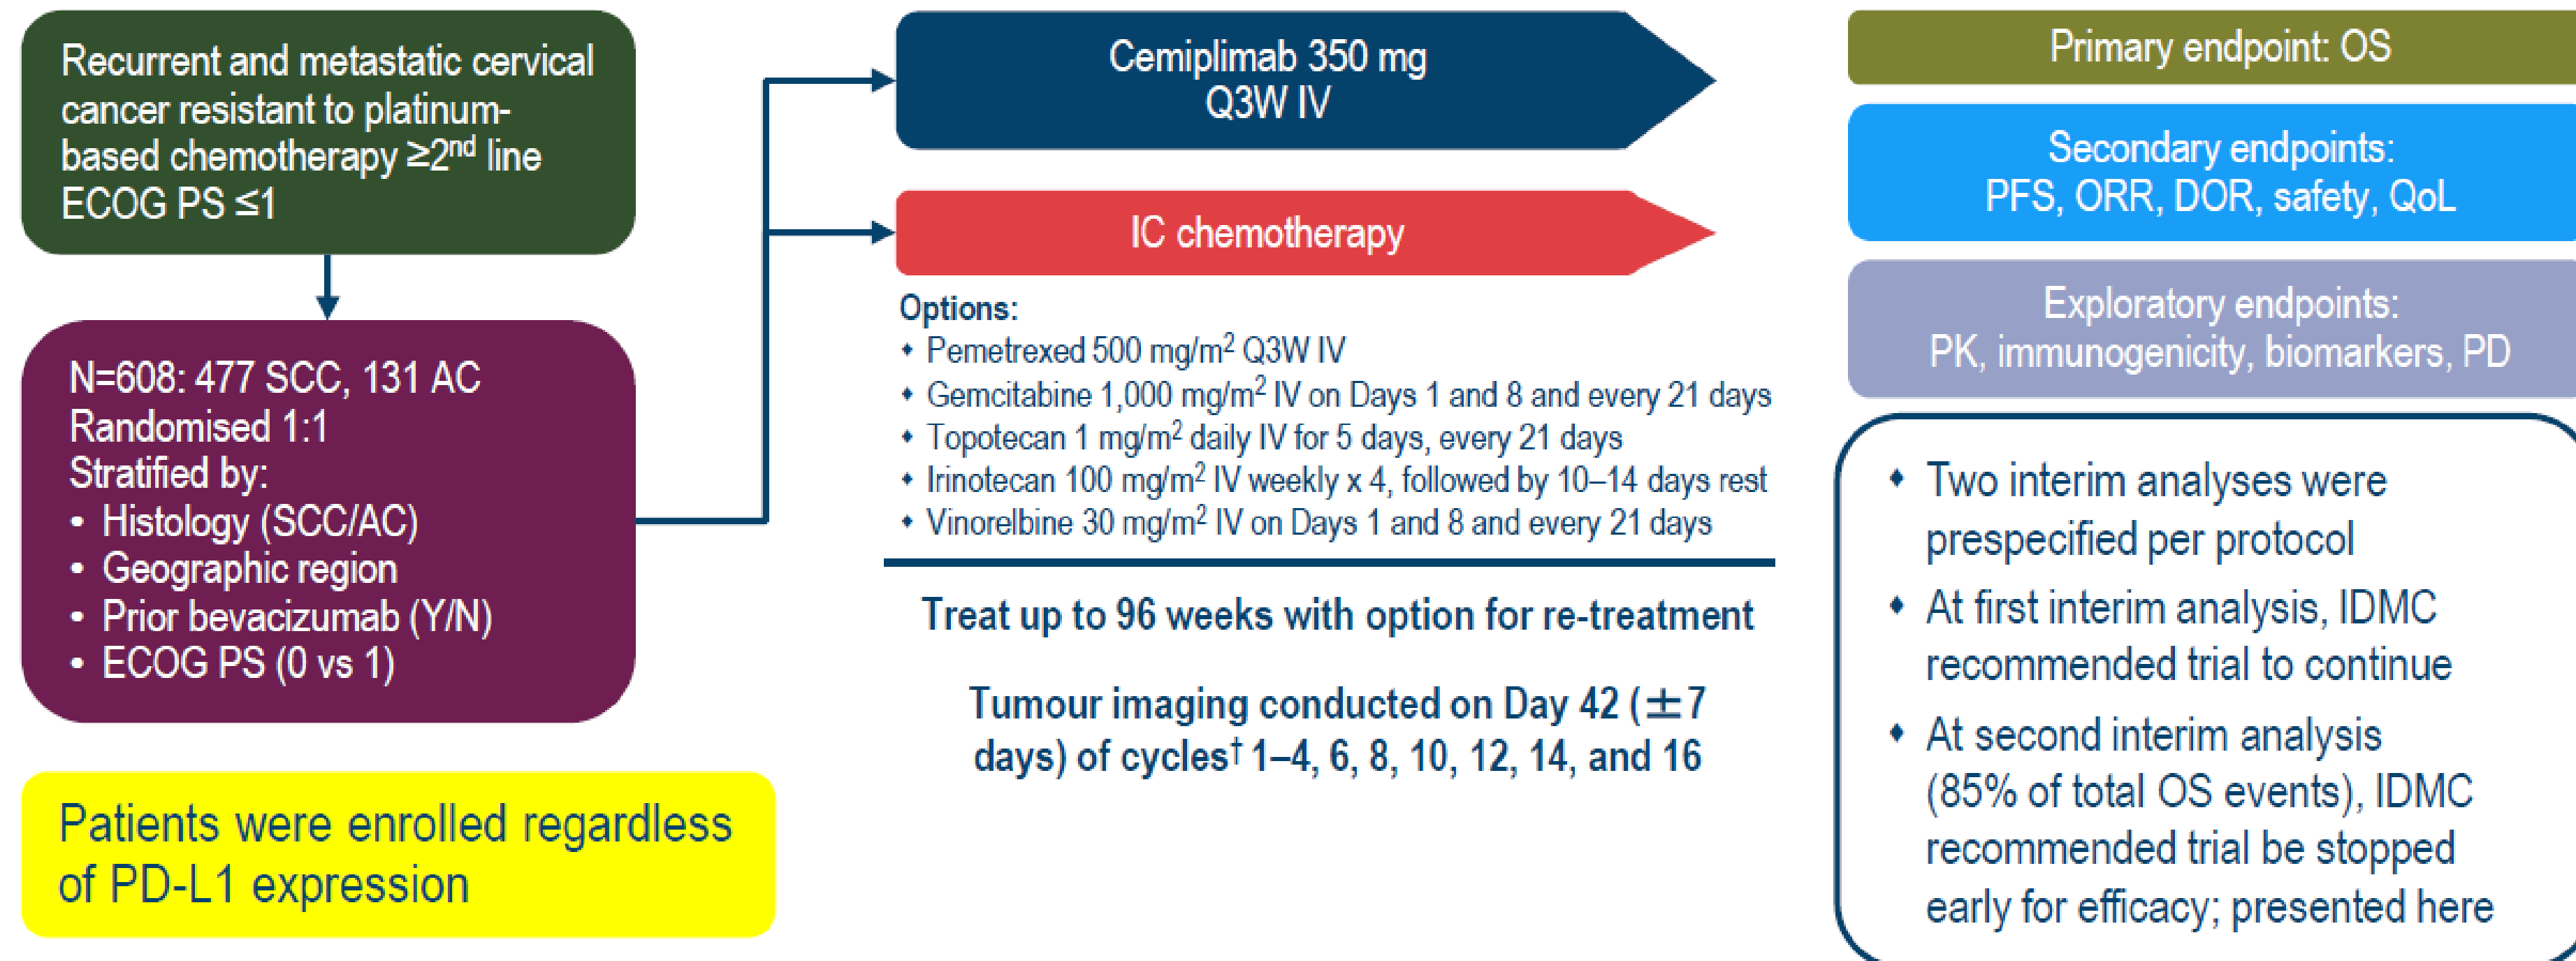 Recurrent and metastatic cervical
cancer resistant to platinum-
based chemotherapy ≥2nd line
ECOG PS ≤1
N=608: 477 SCC, 131 AC
Randomised 1:1
Stratified by:
• Histology (SCC/AC)
• Geographic region
• Prior bevacizumab (Y/N)
• ECOG PS (0 vs 1)
Patients were enrolled regardless
of PD-L1 expression
Cemiplimab 350 mg
Q3W IV
IC chemotherapy
Options:
◆ Pemetrexed 500 mg/m2 Q3W IV
◆ Gemcitabine 1,000 mg/m2 IV on Days 1 and 8 and every 21 days
◆ Topotecan 1 mg/m2 daily IV for 5 days, every 21 days
◆ Irinotecan 100 mg/m2 IV weekly x 4, followed by 10–14 days rest
◆ Vinorelbine 30 mg/m2 IV on Days 1 and 8 and every 21 days
Treat up to 96 weeks with option for re-treatment
Tumour imaging conducted on Day 42 (±7
days) of cycles† 1–4, 6, 8, 10, 12, 14, and 16
Primary endpoint: OS
Secondary endpoints:
PFS, ORR, DOR, safety, QoL
Exploratory endpoints:
PK, immunogenicity, biomarkers, PD
◆ Two interim analyses were
prespecified per protocol
◆ At first interim analysis, IDMC
recommended trial to continue
◆ At second interim analysis
(85% of total OS events), IDMC
recommended trial be stopped
early for efficacy; presented here